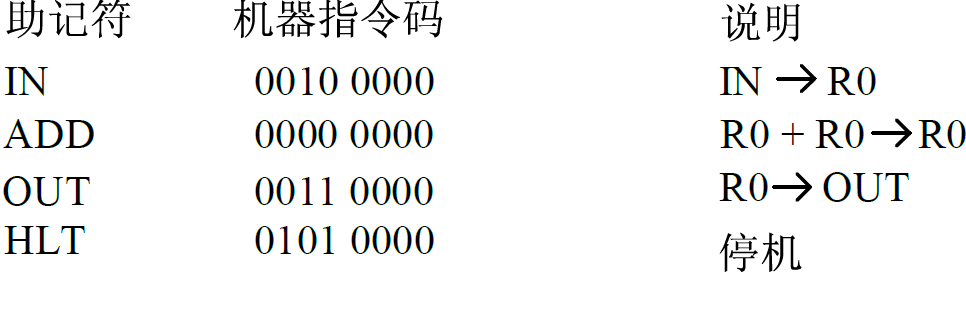 助记符 机器指令码 说明
IN 0010 0000 IN → R0
ADD 0000 0000 R0 + R0 → R0
OUT 0011 0000 R0 → OUT
HLT 0101 0000 停机